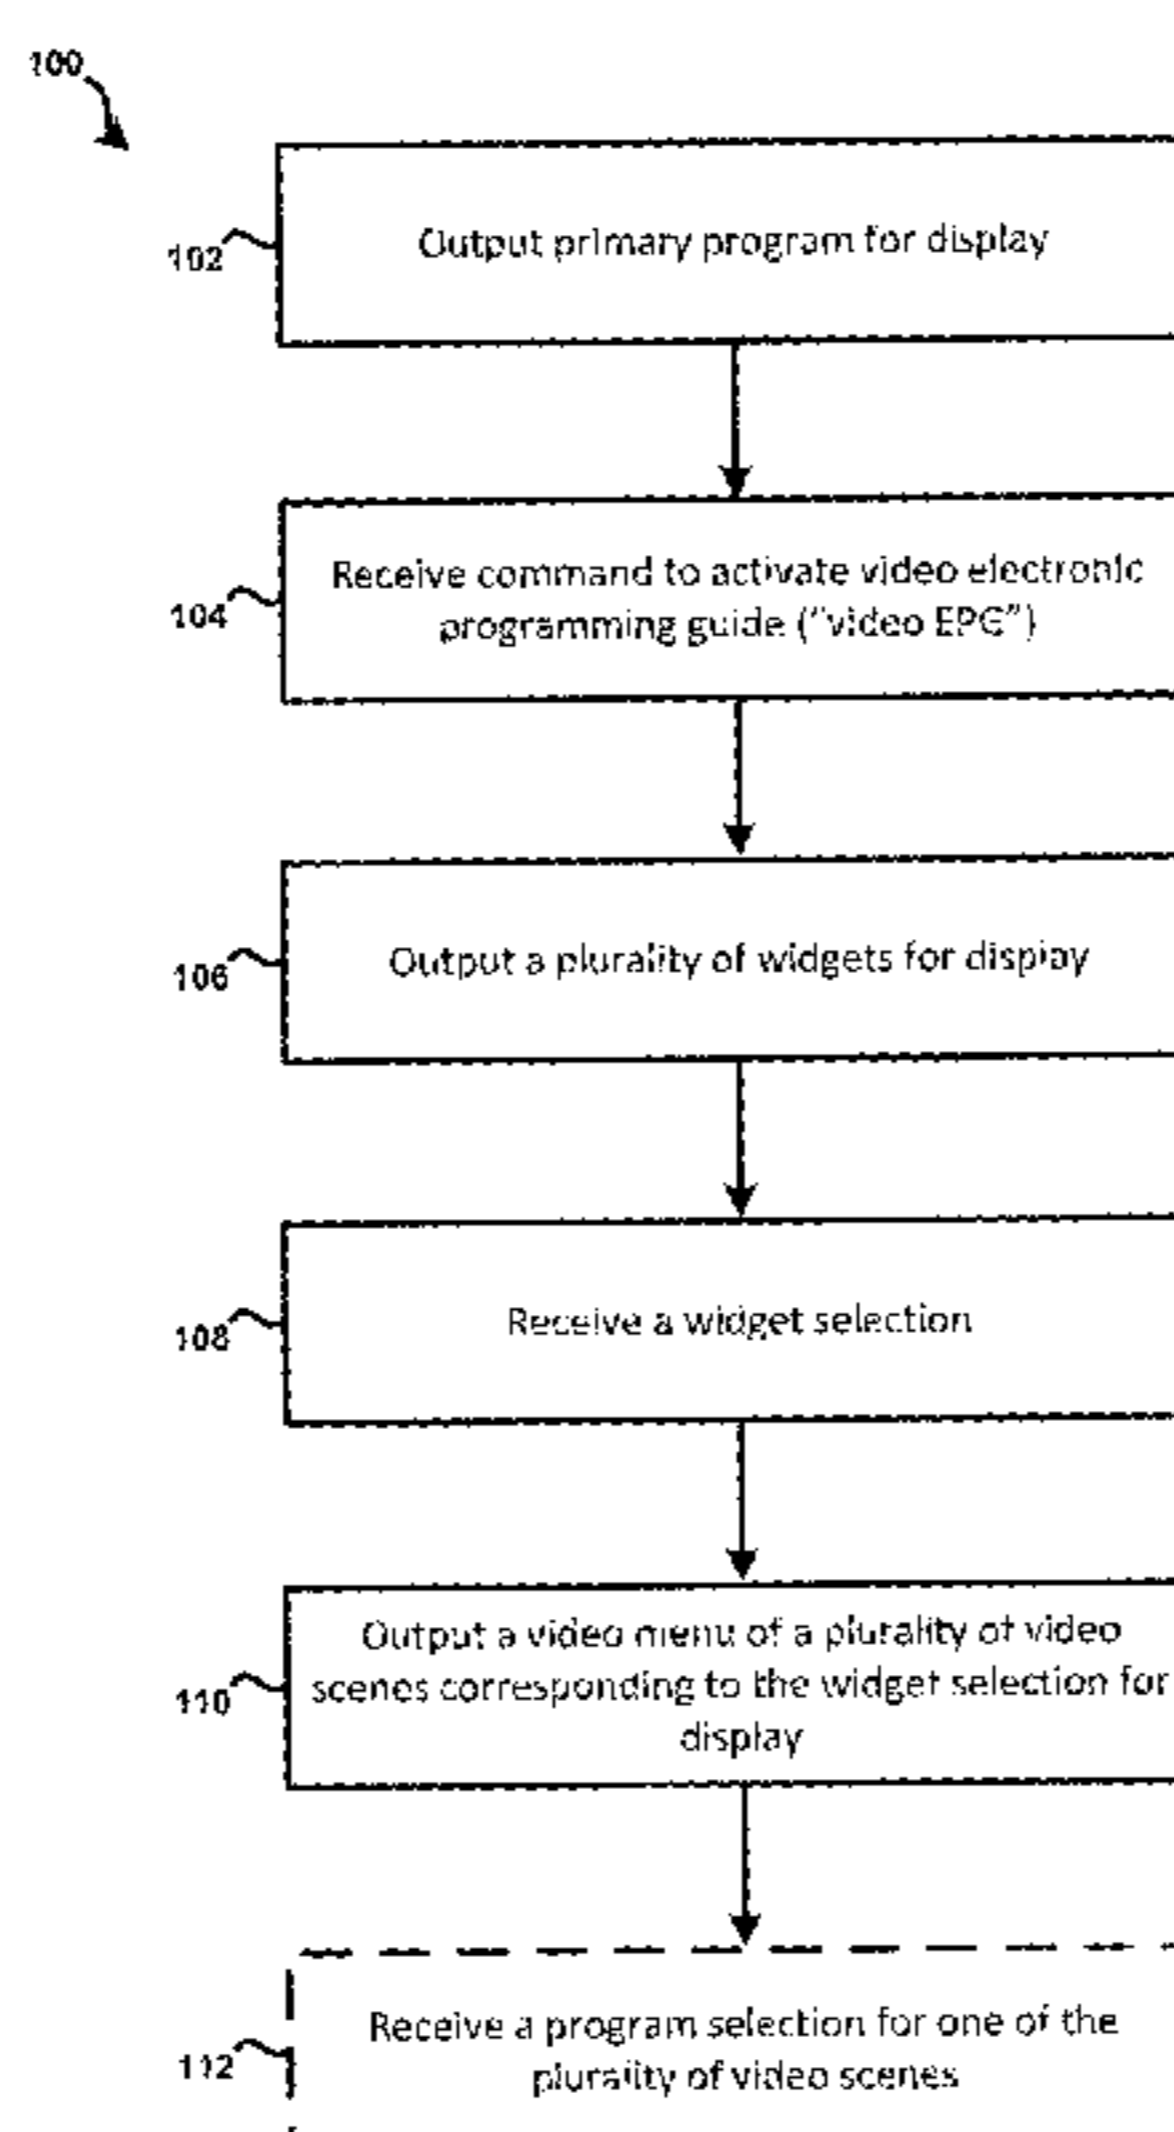 100
102
Output primary program for display
104
Receive command to activate video electronic
programming guide ("video EPG")
106
Output a plurality of widgets for display
108
Receive a widget selection
110
Output a video menu of a plurality of video
scenes corresponding to the widget selection for
display
112
Receive a program selection for one of the
plurality of video scenes